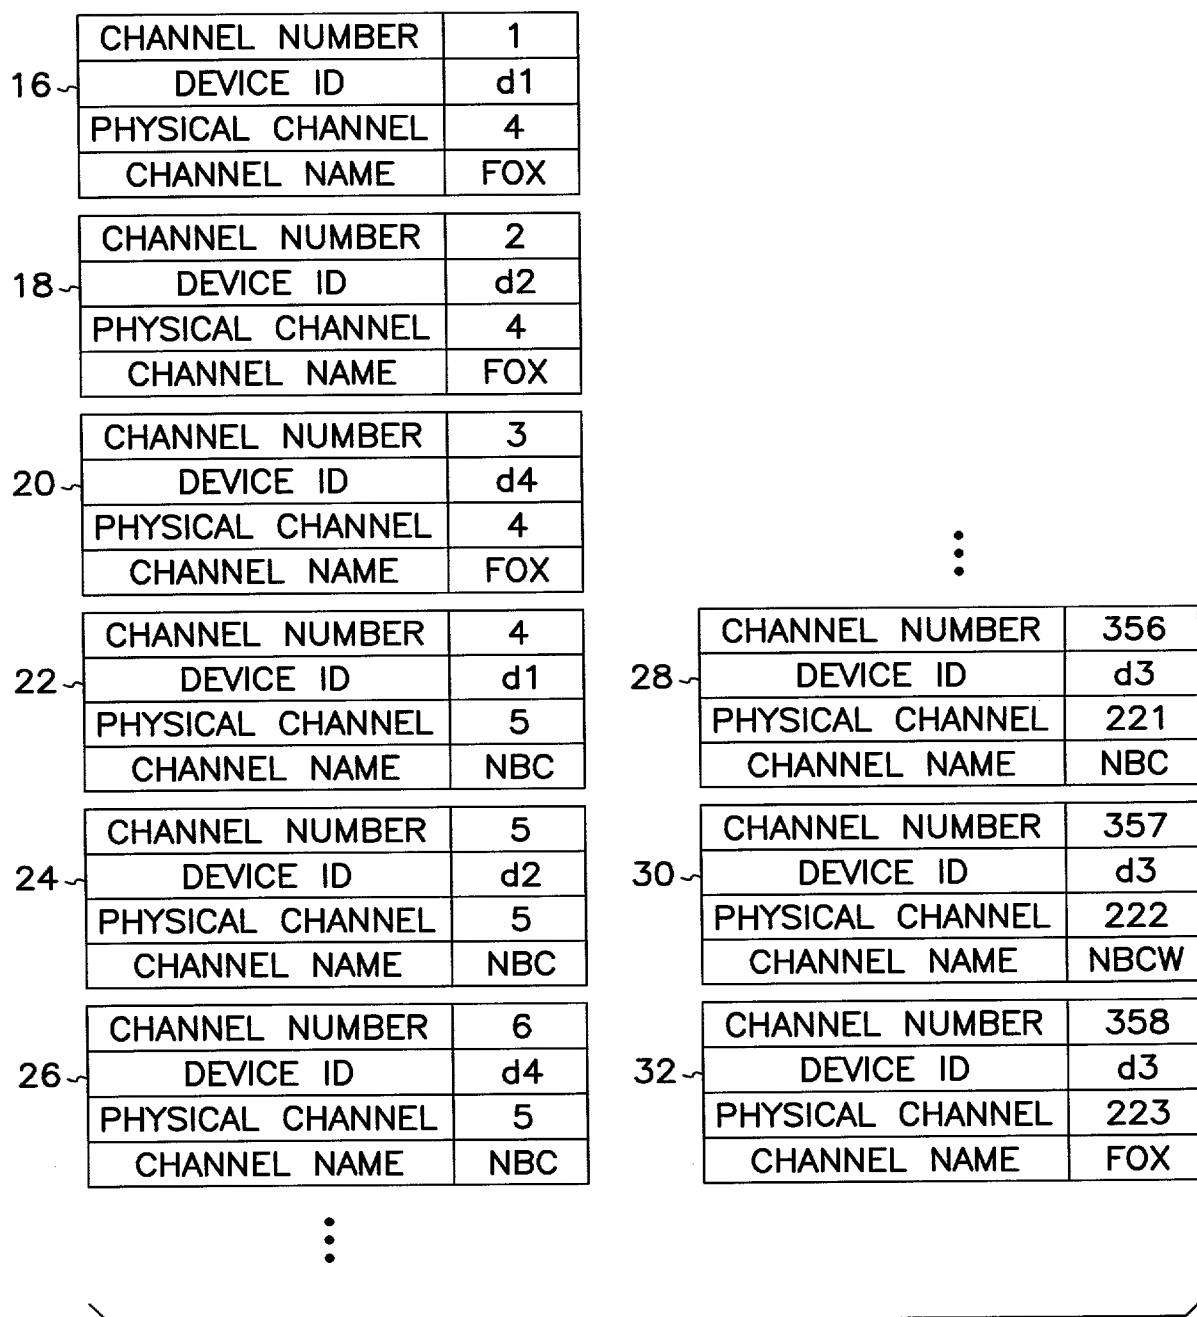 CHANNEL NUMBER 1
16 DEVICE ID d1
PHYSICAL CHANNEL 4
CHANNEL NAME FOX
CHANNEL NUMBER 2
18 DEVICE ID d2
PHYSICAL CHANNEL 4
CHANNEL NAME FOX
CHANNEL NUMBER 3
20 DEVICE ID d4
PHYSICAL CHANNEL 4
CHANNEL NAME FOX
CHANNEL NUMBER 4
22 DEVICE ID d1
PHYSICAL CHANNEL 5
CHANNEL NAME NBC
CHANNEL NUMBER 5
24 DEVICE ID d2
PHYSICAL CHANNEL 5
CHANNEL NAME NBC
CHANNEL NUMBER 6
26 DEVICE ID d4
PHYSICAL CHANNEL 5
CHANNEL NAME NBC
CHANNEL NUMBER 356
28 DEVICE ID d3
PHYSICAL CHANNEL 221
CHANNEL NAME NBC
CHANNEL NUMBER 357
30 DEVICE ID d3
PHYSICAL CHANNEL 222
CHANNEL NAME NBCW
CHANNEL NUMBER 358
32 DEVICE ID d3
PHYSICAL CHANNEL 223
CHANNEL NAME FOX